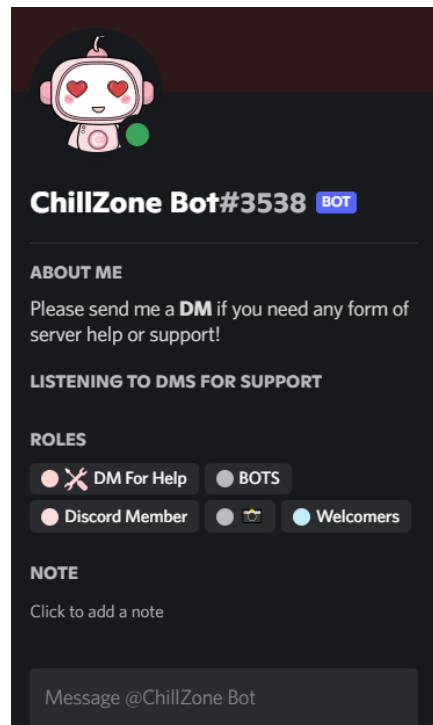 ChillZone Bot#3538 BOT
ABOUT ME
Please send me a DM if you need any form of
server help or support!
LISTENING TO DMS FOR SUPPORT
ROLES
DM For Help BOTS
Discord Member Welcomers
NOTE
Click to add a note
Message @ChillZone Bot